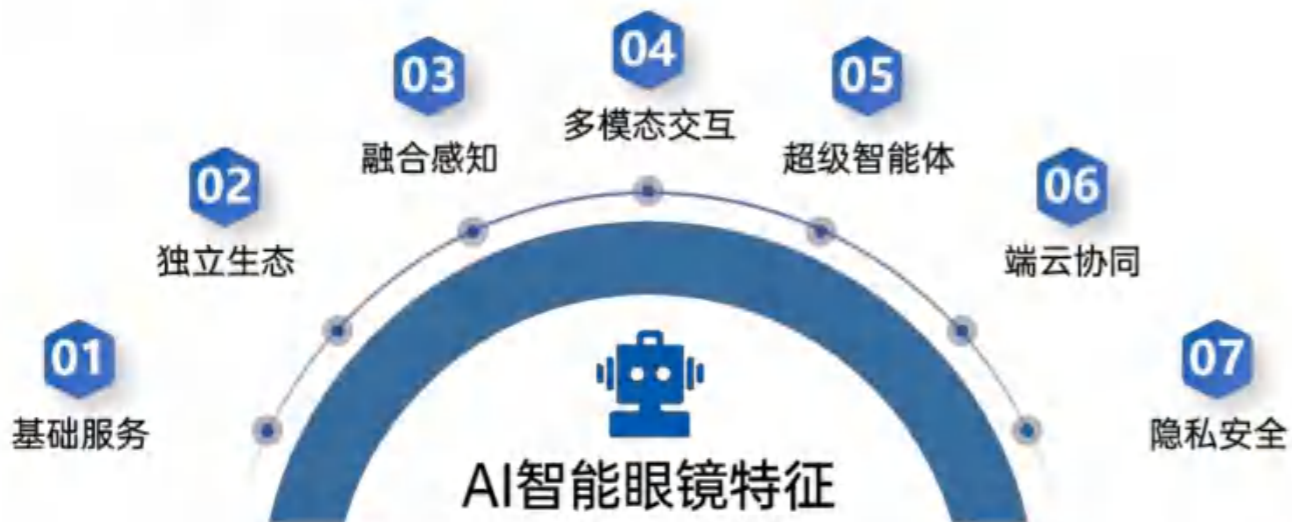 01
基础服务
02
独立生态
03
融合感知
04
多模态交互
05
超级智能体
06
端云协同
07
隐私安全
AI智能眼镜特征